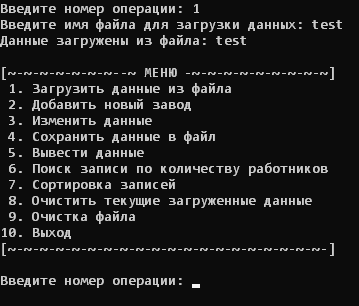 Введите номер операции: 1
Введите имя файла для загрузки данных: test
Данные загружены из файла: test
[~-~-~-~-~-~-~--~ МЕНЮ -~-~-~-~-~-~-~-~-~]
1. Загрузить данные из файла
2. Добавить новый завод
3. Изменить данные
4. Сохранить данные в файл
5. Вывести данные
6. Поиск записи по количеству работников
7. Сортировка записей
8. Очистить текущие загруженные данные
9. Очистка файла
10. Выход
[~-~-~-~-~-~-~-~-~-~-~-~-~-~-~-~-~-~-~-~-]
Введите номер операции: